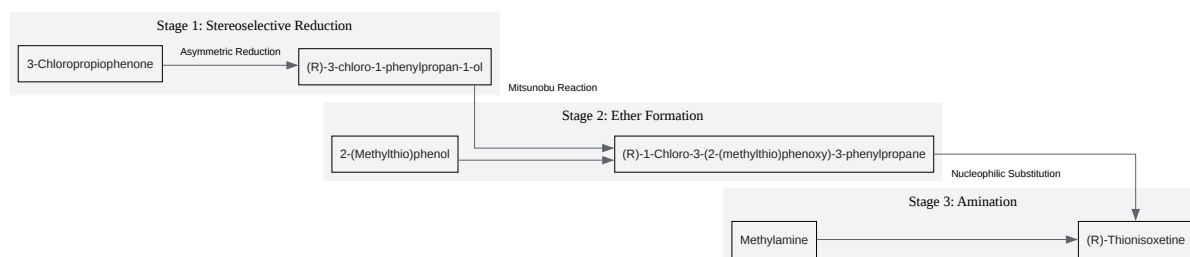 Stage 1: Stereoselective Reduction
3-Chloropropiophenone
Asymmetric Reduction
(R)-3-chloro-1-phenylpropan-1-ol
Mitsunobu Reaction
Stage 2: Ether Formation
2-(Methylthio)phenol
(R)-1-Chloro-3-(2-(methylthio)phenoxy)-3-phenylpropane
Nucleophilic Substitution
Stage 3: Amination
Methylamine
(R)-Thionisoxetine